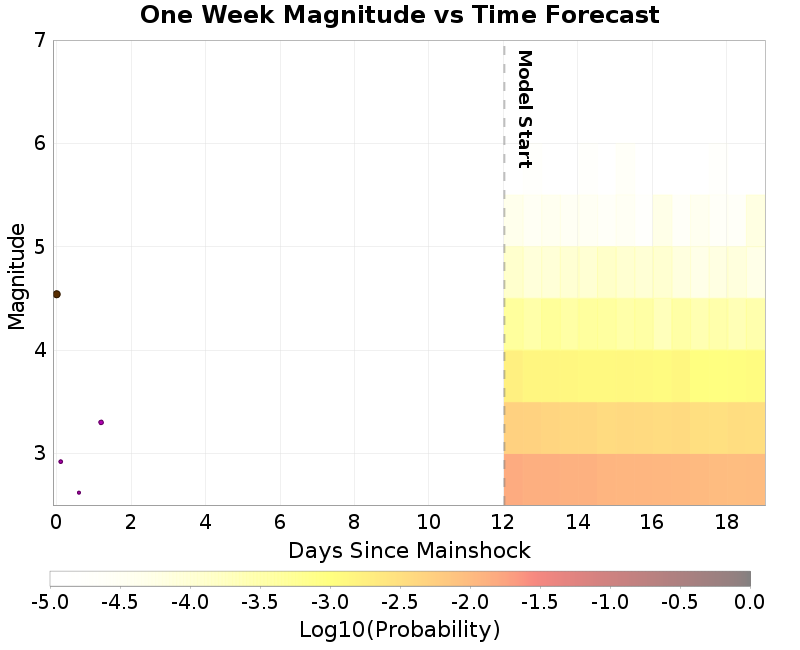 One Week Magnitude vs Time Forecast
7
6
5
4
3
Magnitude
Model Start
0 2 4 6 8 10 12 14 16 18
Days Since Mainshock
-5.0 -4.5 -4.0 -3.5 -3.0 -2.5 -2.0 -1.5 -1.0 -0.5 0.0
Log10(Probability)